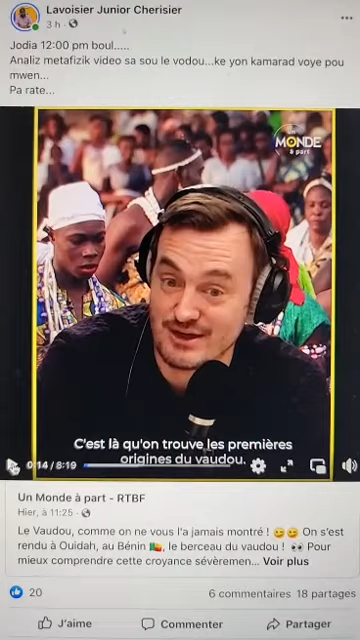 Lavoisier Junior Cherisier
3 h ·
Jodia 12:00 pm boul.....
Analiz metafizik video sa sou le vodou...ke yon kamarad voye pou
mwen...
Pa rate...
MONDE
à part
C'est là qu'on trouve les premières
origines du vaudou.
0:14 / 8:19
Un Monde à part - RTBF
Hier, à 11:25 ·
Le Vaudou, comme on ne vous l'a jamais montré ! 😏😏 On s'est
rendu à Ouidah, au Bénin 🇧🇯, le berceau du vaudou ! 👀 Pour
mieux comprendre cette croyance sévèremen... Voir plus
20
6 commentaires 18 partages
J'aime
Commenter
Partager